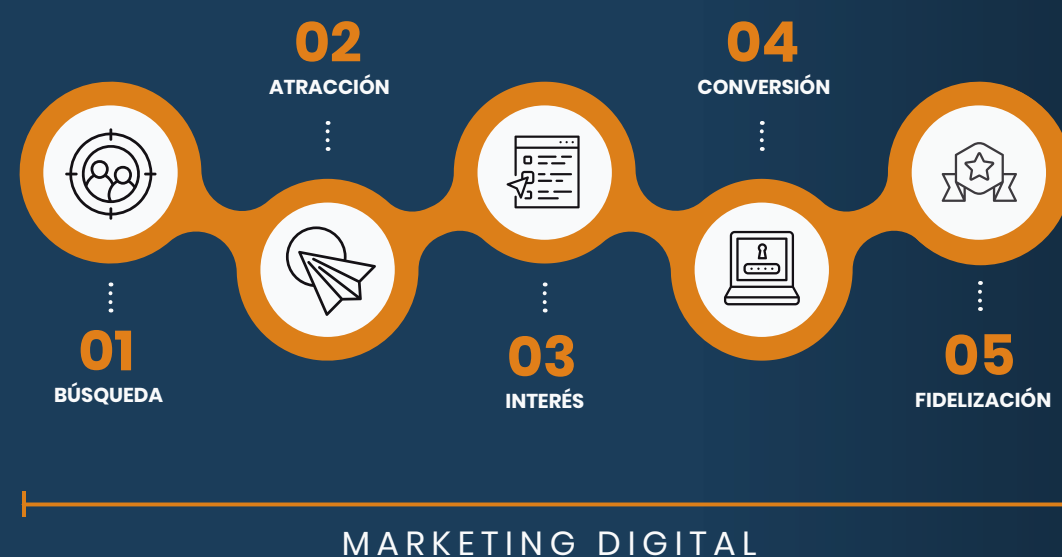 01
BÚSQUEDA
02
ATRACCIÓN
03
INTERÉS
04
CONVERSIÓN
05
FIDELIZACIÓN
MARKETING DIGITAL